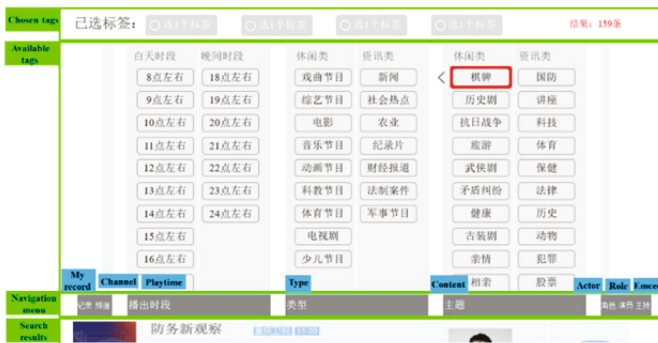 Chosen tags
已选标签： 选1个标签 选1个标签 选1个标签 选1个标签 结果：159条
Available tags
白天时段 晚间时段 休闲类 资讯类 休闲类 资讯类
8点左右 18点左右 戏曲节目 新闻 棋牌 国防
9点左右 19点左右 综艺节目 社会热点 历史剧 讲座
10点左右 20点左右 电影 农业 抗日战争 科技
11点左右 21点左右 音乐节目 纪录片 旅游 体育
12点左右 22点左右 动画节目 财经报道 武侠剧 保健
13点左右 23点左右 科教节目 法制案件 矛盾纠纷 法律
14点左右 24点左右 体育节目 军事节目 健康 历史
15点左右 电视剧 古装剧 动物
16点左右 少儿节目 亲情 犯罪
相亲 股票
My record Channel Playtime Type Content Actor Role Emcee
Navigation menu
记录 频道 播出时段 类型 主题 角色 演员 主持
Search results
防务新观察